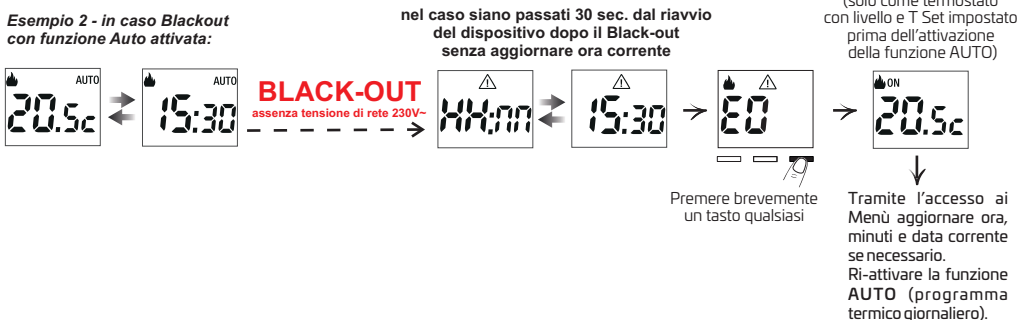 Esempio 2 - in caso Blackout
con funzione Auto attivata:
nel caso siano passati 30 sec. dal riavvio
del dispositivo dopo il Black-out
senza aggiornare ora corrente
(solo come termostato
con livello e T Set impostato
prima dell'attivazione
della funzione AUTO)
AUTO
20.5c
AUTO
15:30
BLACK-OUT
assenza tensione di rete 230V~
HH:nn
15:30
E0
ON
20.5c
Premere brevemente
un tasto qualsiasi
Tramite l'accesso ai
Menù aggiornare ora,
minuti e data corrente
se necessario.
Ri-attivare la funzione
AUTO (programma
termico giornaliero).